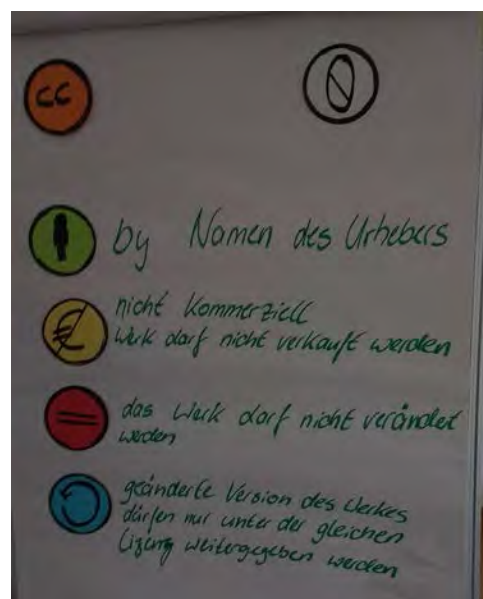 cc 0
by Namen des Urhebers
nicht Kommerziell
Werk darf nicht verkauft werden
€
das Werk darf nicht verändert
werden
=
geänderte Version des Werkes
dürfen nur unter der gleichen
Lizenz weitergegeben werden